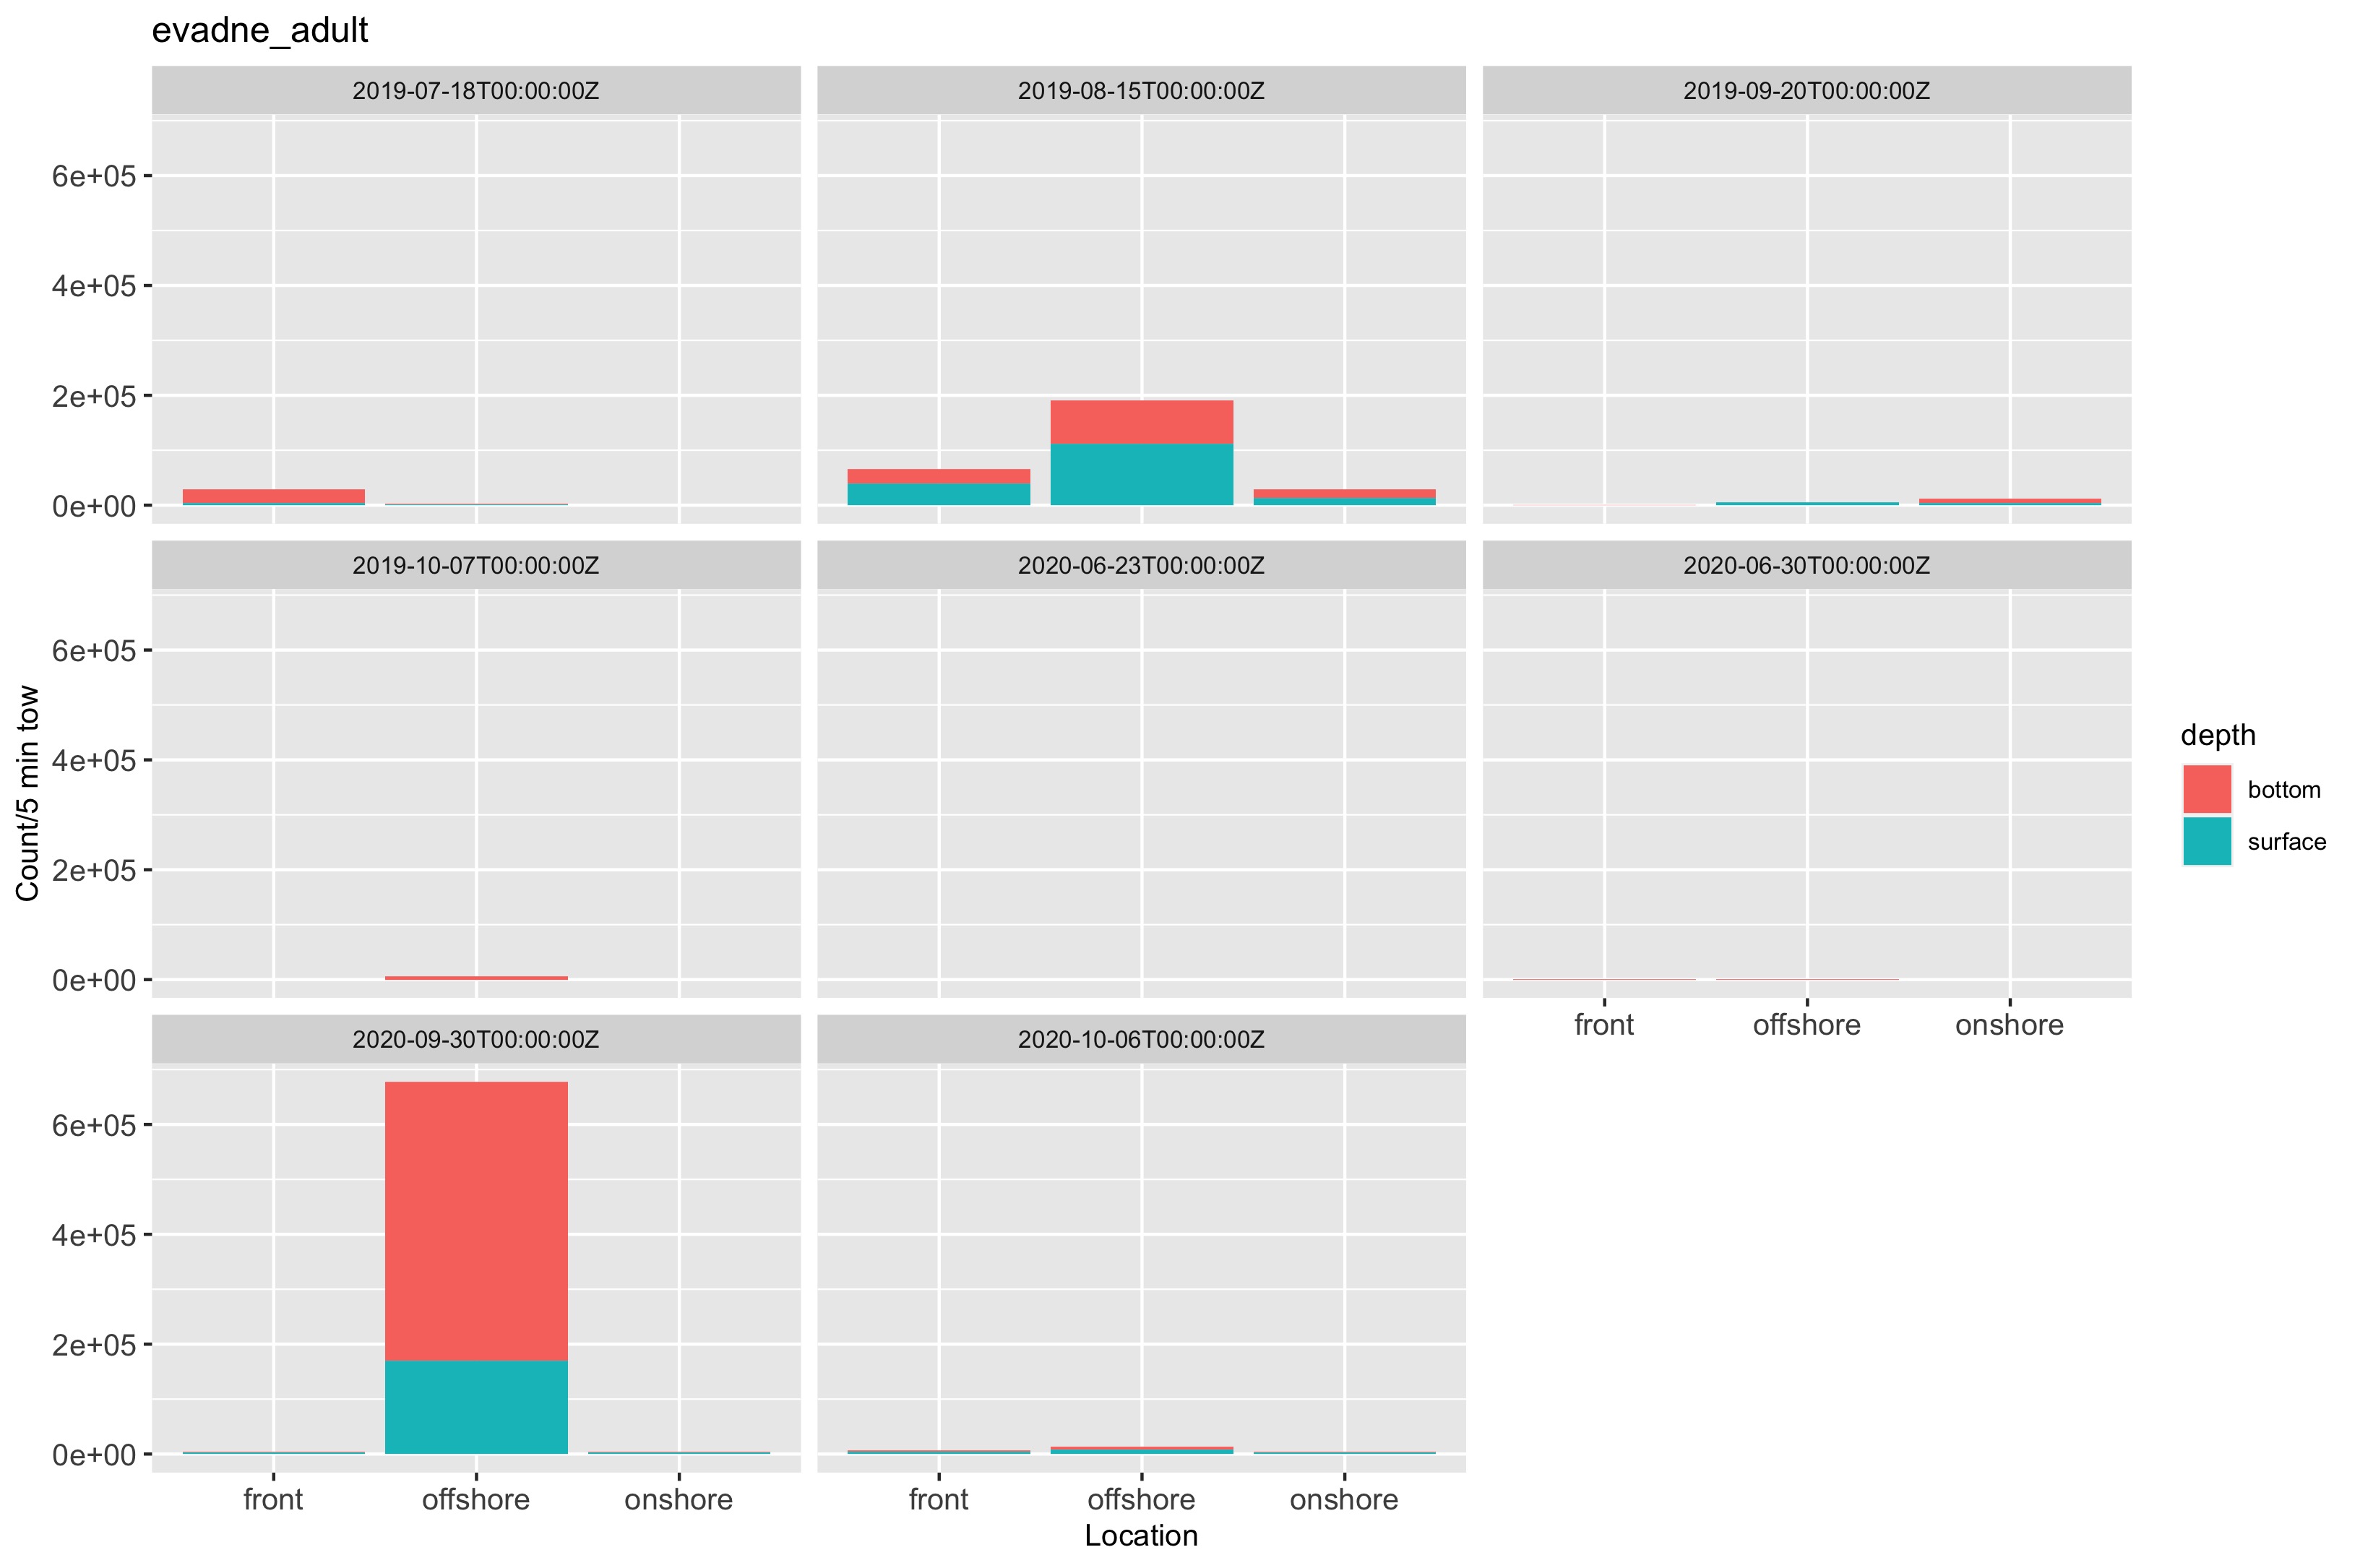 evadne_adult
2019-07-18T00:00:00Z
2019-08-15T00:00:00Z
2019-09-20T00:00:00Z
6e+05
4e+05
2e+05
0e+00
2019-10-07T00:00:00Z
2020-06-23T00:00:00Z
2020-06-30T00:00:00Z
6e+05
4e+05
2e+05
0e+00
front
offshore
onshore
2020-09-30T00:00:00Z
2020-10-06T00:00:00Z
6e+05
4e+05
2e+05
0e+00
front
offshore
onshore
front
offshore
onshore
Location
Count/5 min tow
depth
bottom
surface